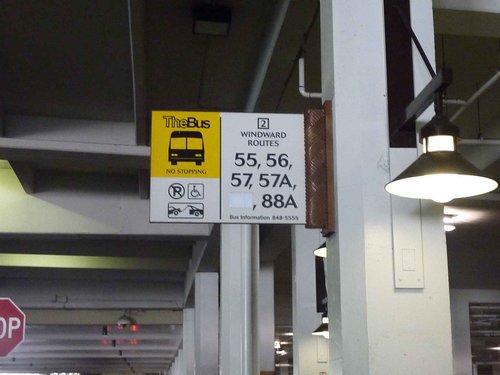 TheBus
NO STOPPING
2
WINDWARD
ROUTES
55, 56,
57, 57A,
, 88A
Bus Information 848-5555
OP